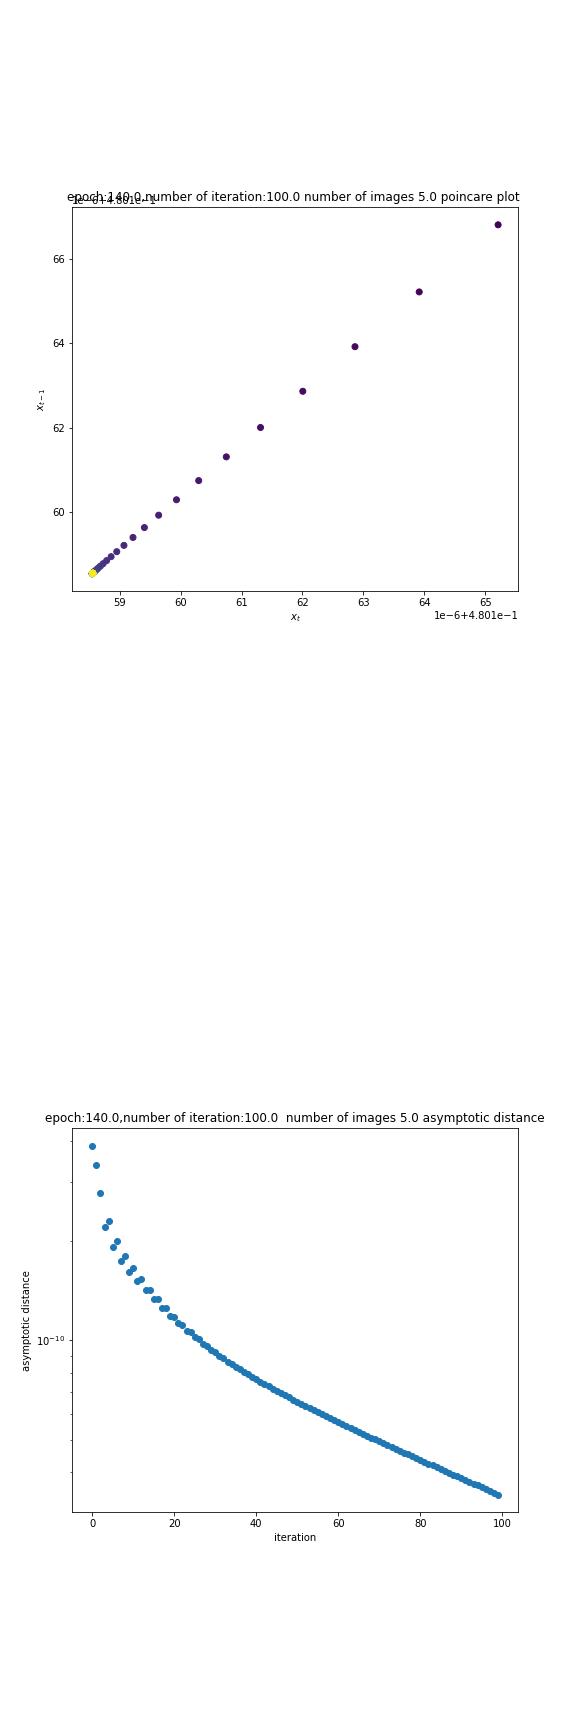 epoch:140.0,number of iteration:100.0 number of images 5.0 poincare plot
1e−6+4.801e−1
66
64
62
60
x_{t−1}
59 60 61 62 63 64 65
x_t
1e−6+4.801e−1
epoch:140.0,number of iteration:100.0  number of images 5.0 asymptotic distance
10^{−10}
asymptotic distance
0 20 40 60 80 100
iteration